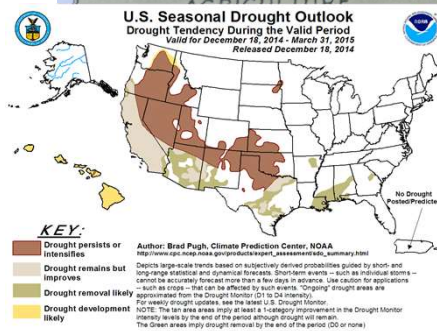 AGRICULTURE
U.S. Seasonal Drought Outlook
Drought Tendency During the Valid Period
Valid for December 18, 2014 - March 31, 2015
Released December 18, 2014
No Drought
Posted/Predicted
KEY:
Drought persists or
intensifies
Drought remains but
improves
Drought removal likely
Drought development
likely
Author: Brad Pugh, Climate Prediction Center, NOAA
http://www.cpc.ncep.noaa.gov/products/expert_assessment/sdo_summary.html
Depicts large-scale trends based on subjectively derived probabilities guided by short- and
long-range statistical and dynamical forecasts. Short-term events -- such as individual storms --
cannot be accurately forecast more than a few days in advance. Use caution for applications
-- such as crops -- that can be affected by such events. "Ongoing" drought areas are
approximated from the Drought Monitor (D1 to D4 intensity).
For weekly drought updates, see the latest U.S. Drought Monitor.
NOTE: The tan area areas imply at least a 1-category improvement in the Drought Monitor
intensity levels by the end of the period although drought will remain.
The Green areas imply drought removal by the end of the period (D0 or none)